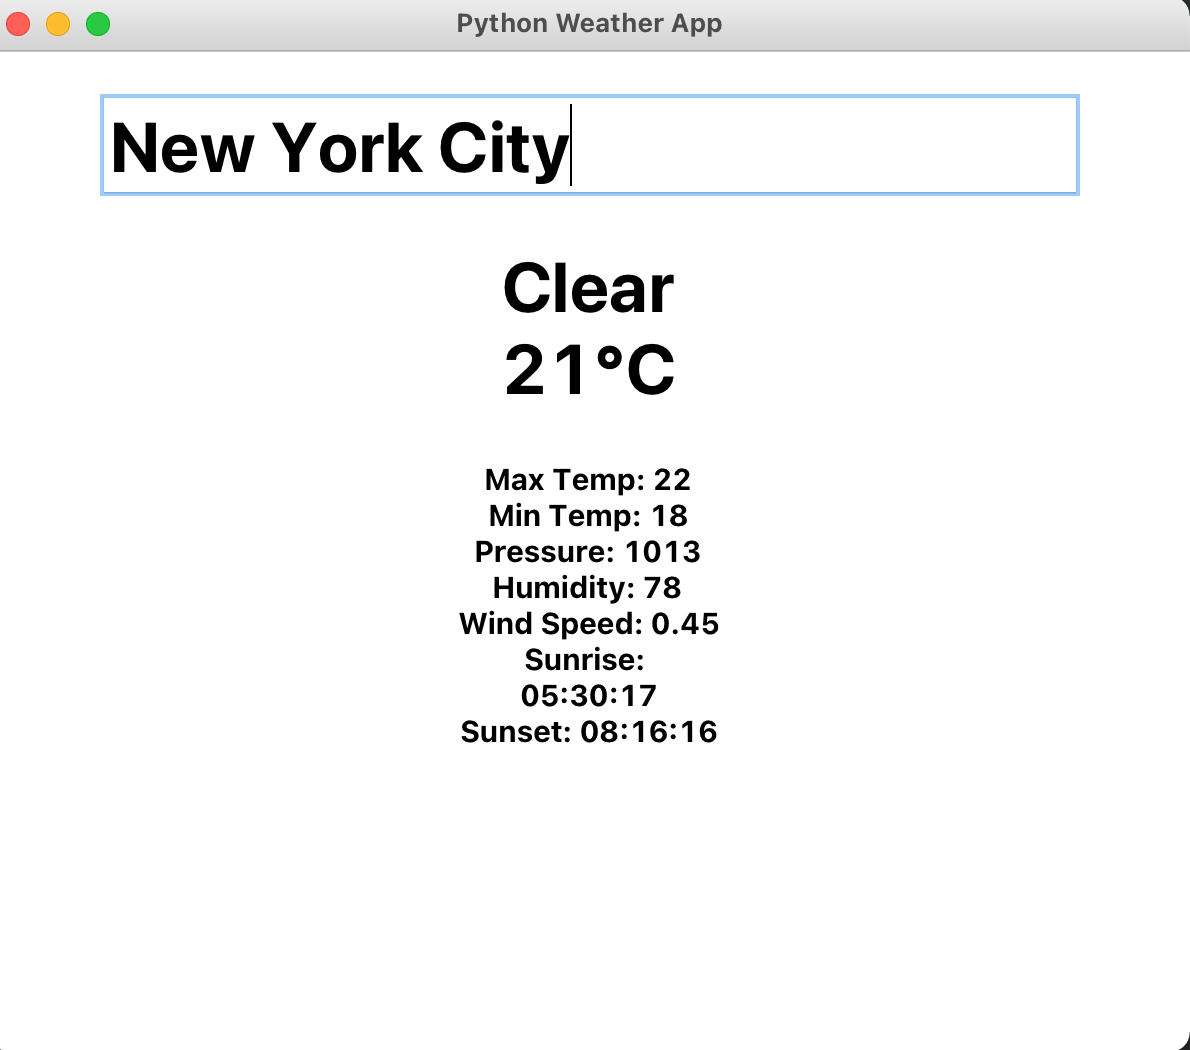 Python Weather App
New York City
Clear
21°C
Max Temp: 22
Min Temp: 18
Pressure: 1013
Humidity: 78
Wind Speed: 0.45
Sunrise:
05:30:17
Sunset: 08:16:16